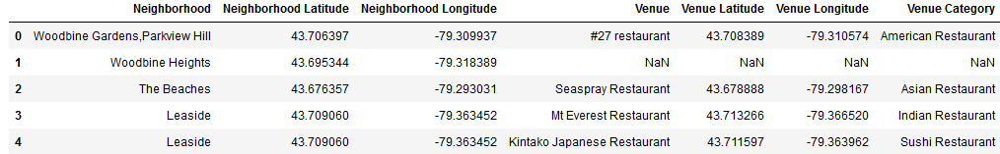 Neighborhood Neighborhood Latitude Neighborhood Longitude Venue Venue Latitude Venue Longitude Venue Category
0 Woodbine Gardens,Parkview Hill 43.706397 -79.309937 #27 restaurant 43.708389 -79.310574 American Restaurant
1 Woodbine Heights 43.695344 -79.318389 NaN NaN NaN NaN
2 The Beaches 43.676357 -79.293031 Seaspray Restaurant 43.678888 -79.298167 Asian Restaurant
3 Leaside 43.709060 -79.363452 Mt Everest Restaurant 43.713266 -79.366520 Indian Restaurant
4 Leaside 43.709060 -79.363452 Kintako Japanese Restaurant 43.711597 -79.363962 Sushi Restaurant